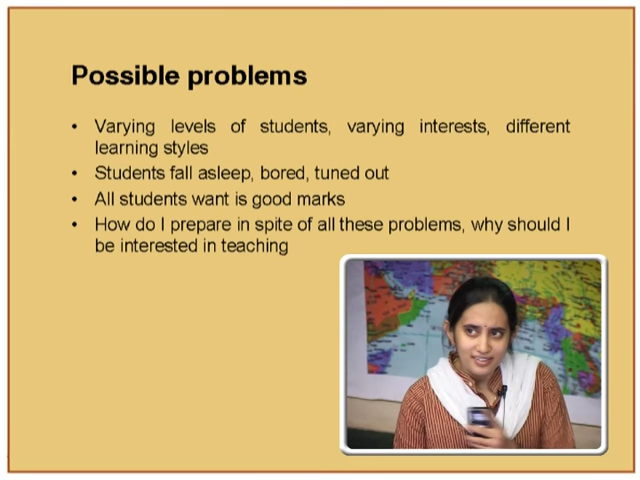 Possible problems
• Varying levels of students, varying interests, different
learning styles
• Students fall asleep, bored, tuned out
• All students want is good marks
• How do I prepare in spite of all these problems, why should I
be interested in teaching